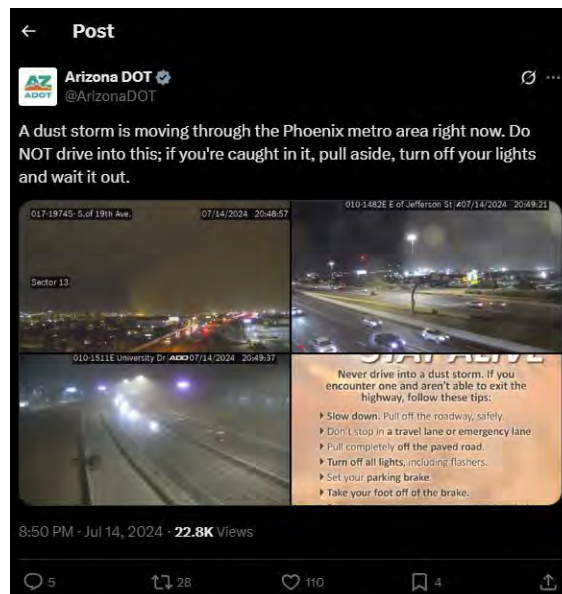 Post
Arizona DOT
@ArizonaDOT
AZ
ADOT
A dust storm is moving through the Phoenix metro area right now. Do
NOT drive into this; if you're caught in it, pull aside, turn off your lights
and wait it out.
017-1974S- S.of 19th Ave. 07/14/2024 20:48:57
Sector 13
010-1482E E of Jefferson St 07/14/2024 20:49:21
010-1511E University Dr ADOT 07/14/2024 20:49:37
STAY ALIVE
Never drive into a dust storm. If you
encounter one and aren't able to exit the
highway, follow these tips:
Slow down. Pull off the roadway, safely.
Don't stop in a travel lane or emergency lane
Pull completely off the paved road.
Turn off all lights, including flashers.
Set your parking brake.
Take your foot off of the brake.
8:50 PM · Jul 14, 2024 · 22.8K Views
5 28 110 4